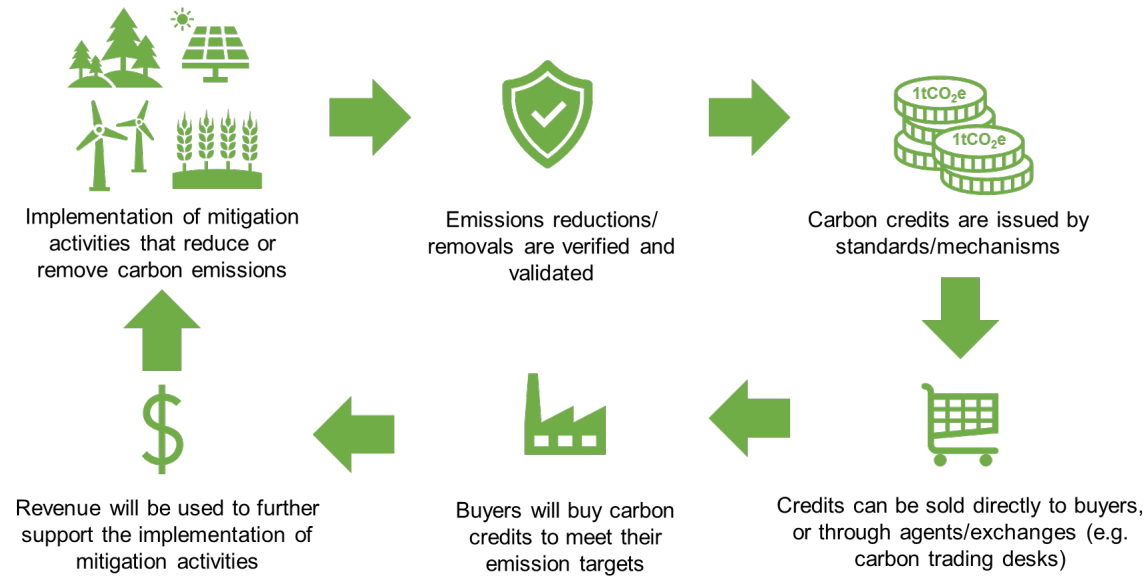 1tCO₂e
1tCO₂e
Implementation of mitigation
activities that reduce or
remove carbon emissions
Emissions reductions/
removals are verified and
validated
Carbon credits are issued by
standards/mechanisms
Revenue will be used to further
support the implementation of
mitigation activities
Buyers will buy carbon
credits to meet their
emission targets
Credits can be sold directly to buyers,
or through agents/exchanges (e.g.
carbon trading desks)